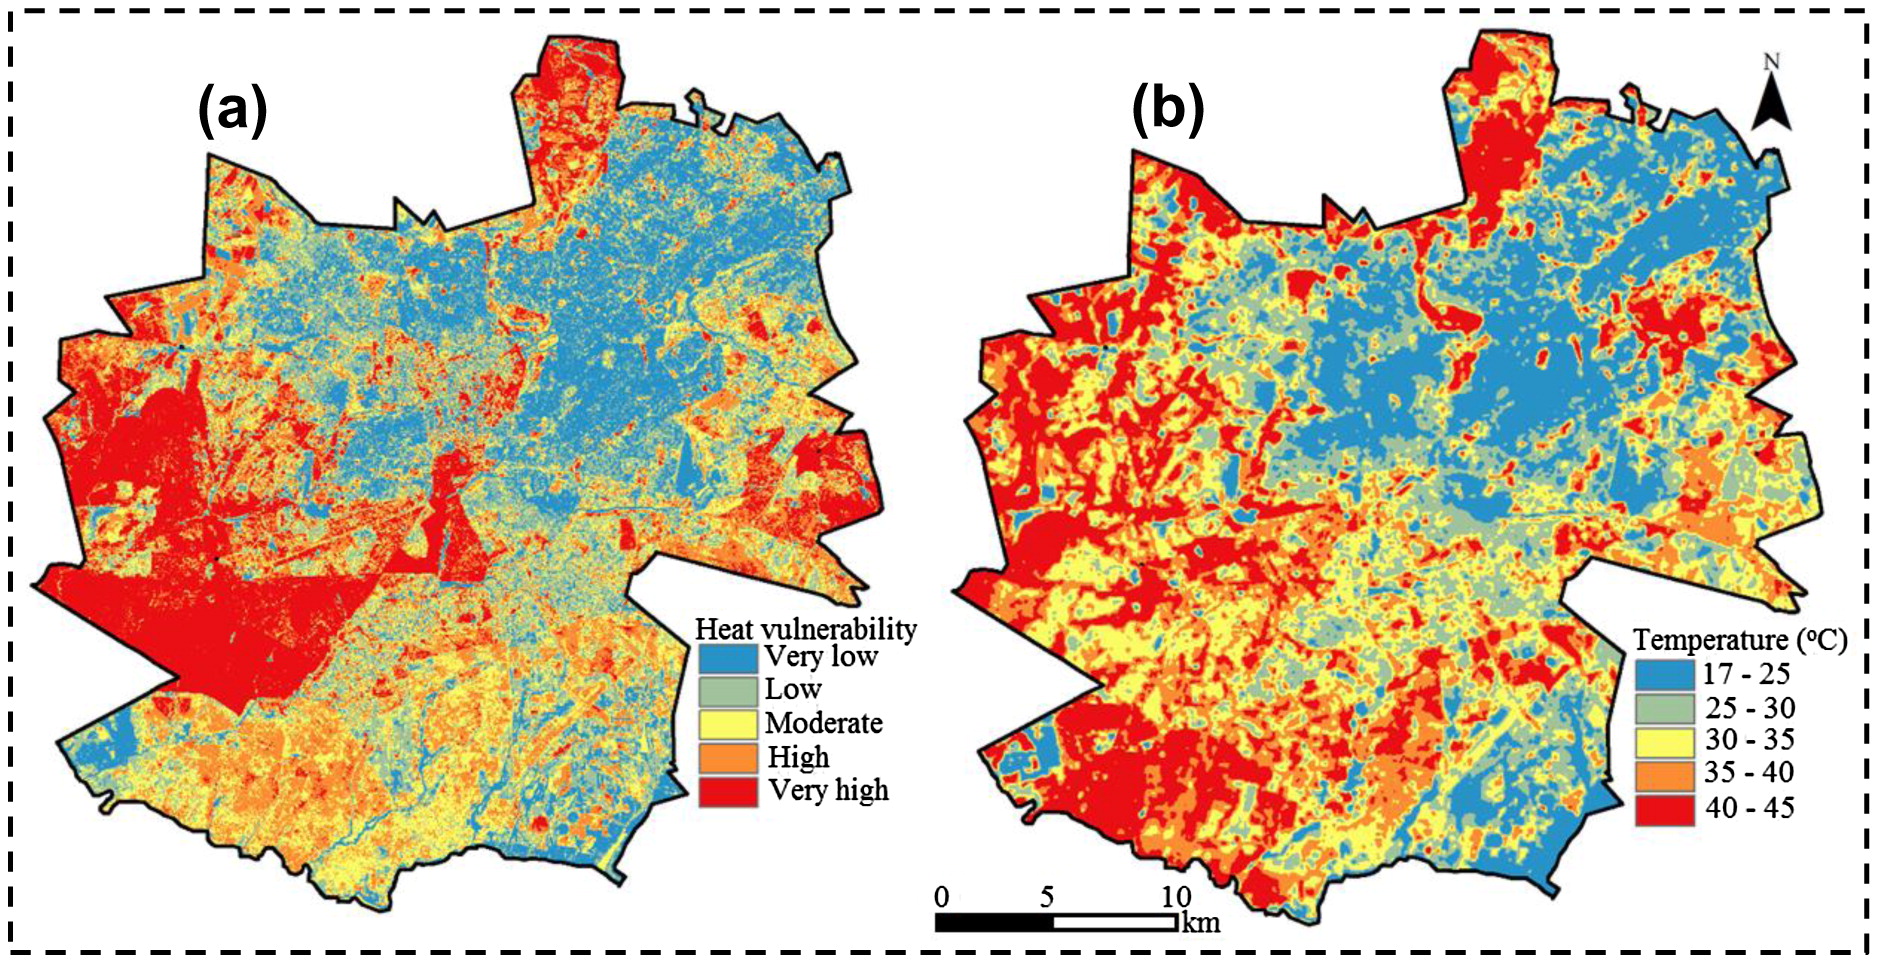 (a)
(b)
N
Heat vulnerability
Very low
Low
Moderate
High
Very high
Temperature (ºC)
17 - 25
25 - 30
30 - 35
35 - 40
40 - 45
0 5 10
km